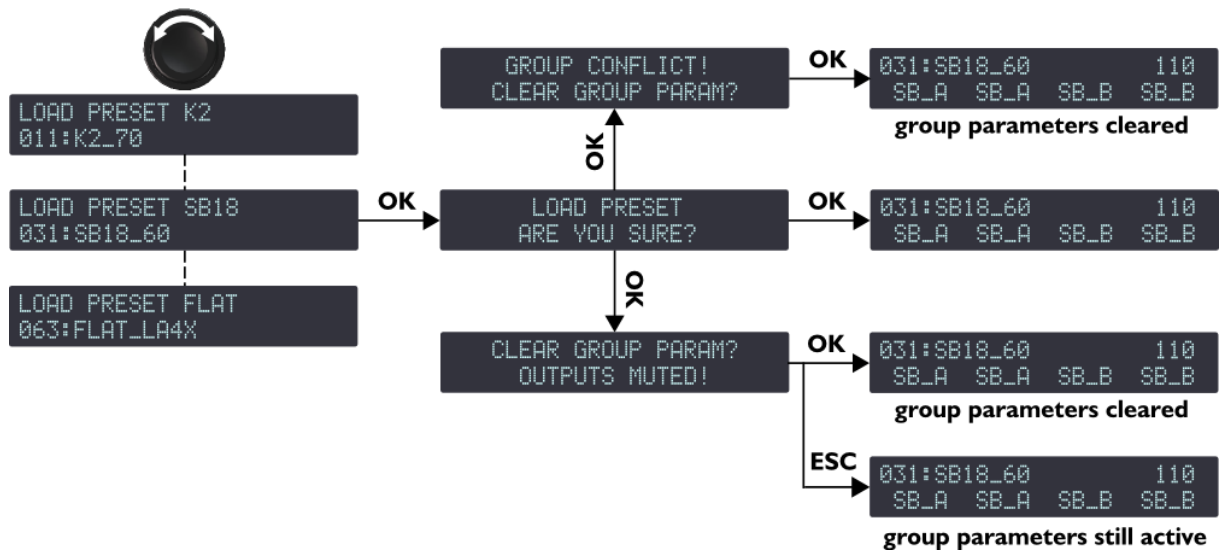 LOAD PRESET K2
011:K2_70
LOAD PRESET SB18
031:SB18_60
LOAD PRESET FLAT
063:FLAT_LA4X
OK
GROUP CONFLICT!
CLEAR GROUP PARAM?
OK
LOAD PRESET
ARE YOU SURE?
OK
CLEAR GROUP PARAM?
OUTPUTS MUTED!
OK
031:SB18_60 110
SB_A SB_A SB_B SB_B
group parameters cleared
OK
031:SB18_60 110
SB_A SB_A SB_B SB_B
OK
031:SB18_60 110
SB_A SB_A SB_B SB_B
group parameters cleared
ESC
031:SB18_60 110
SB_A SB_A SB_B SB_B
group parameters still active